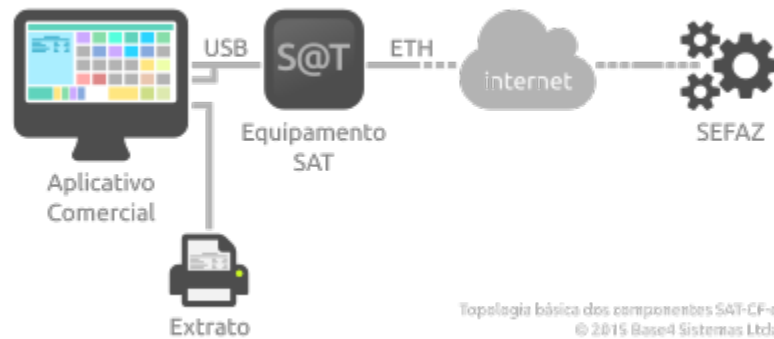 USB
S@T
ETH
internet
Equipamento
SAT
SEFAZ
Aplicativo
Comercial
Extrato
Topologia básica dos componentes SAT-CF-e
© 2015 Base4 Sistemas Ltda